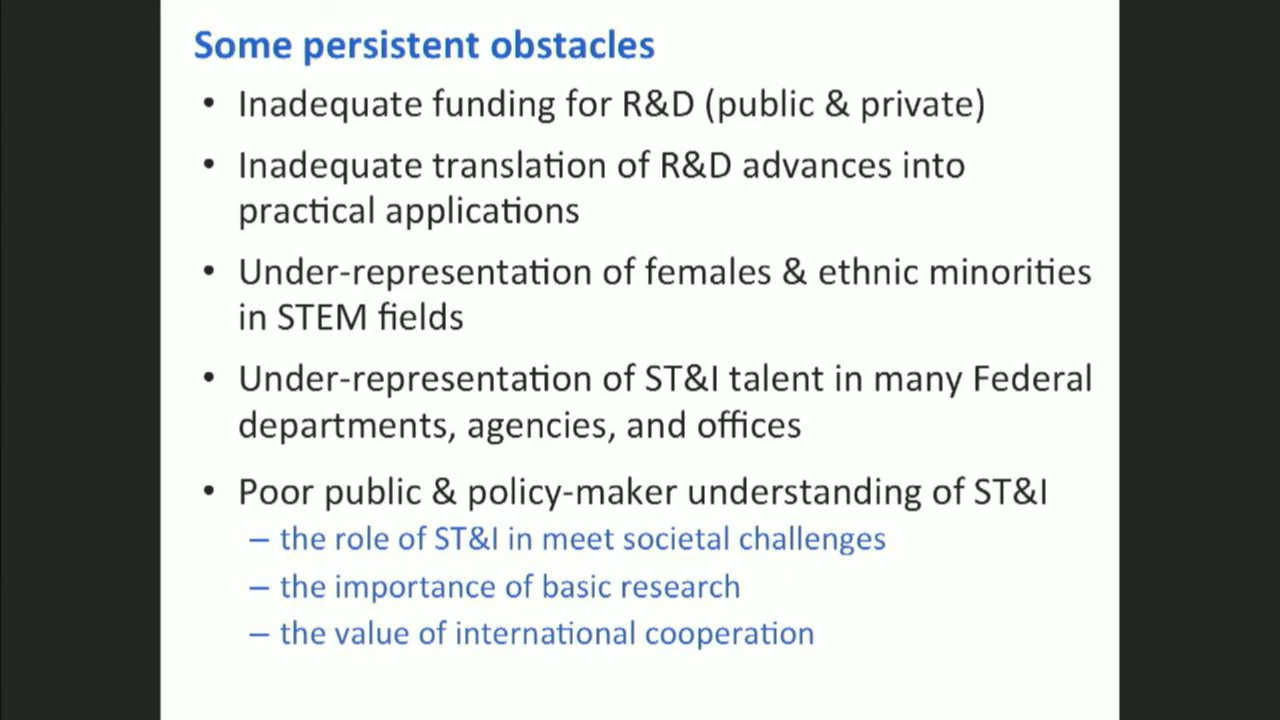 Some persistent obstacles
• Inadequate funding for R&D (public & private)
• Inadequate translation of R&D advances into
practical applications
• Under-representation of females & ethnic minorities
in STEM fields
• Under-representation of ST&I talent in many Federal
departments, agencies, and offices
• Poor public & policy-maker understanding of ST&I
– the role of ST&I in meet societal challenges
– the importance of basic research
– the value of international cooperation